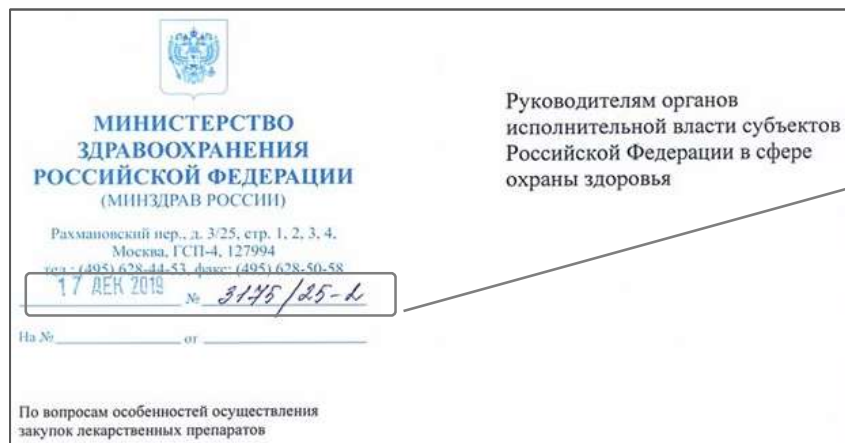 МИНИСТЕРСТВО
ЗДРАВООХРАНЕНИЯ
РОССИЙСКОЙ ФЕДЕРАЦИИ
(МИНЗДРАВ РОССИИ)
Рахмановский пер., д. 3/25, стр. 1, 2, 3, 4,
Москва, ГСП-4, 127994
тел.: (495) 628-44-53, факс: (495) 628-50-58
17 ДЕК 2019 № 3175/25-2
На № от
Руководителям органов
исполнительной власти субъектов
Российской Федерации в сфере
охраны здоровья
По вопросам особенностей осуществления
закупок лекарственных препаратов